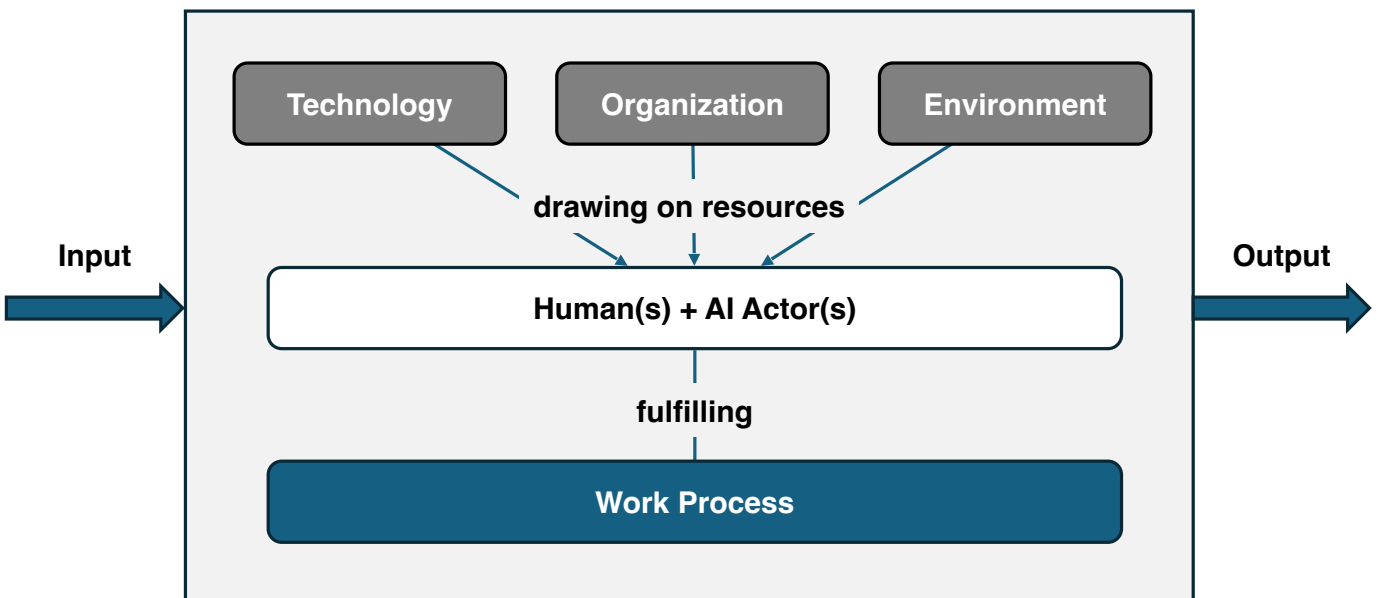 Technology
Organization
Environment
drawing on resources
Input
Output
Human(s) + AI Actor(s)
fulfilling
Work Process